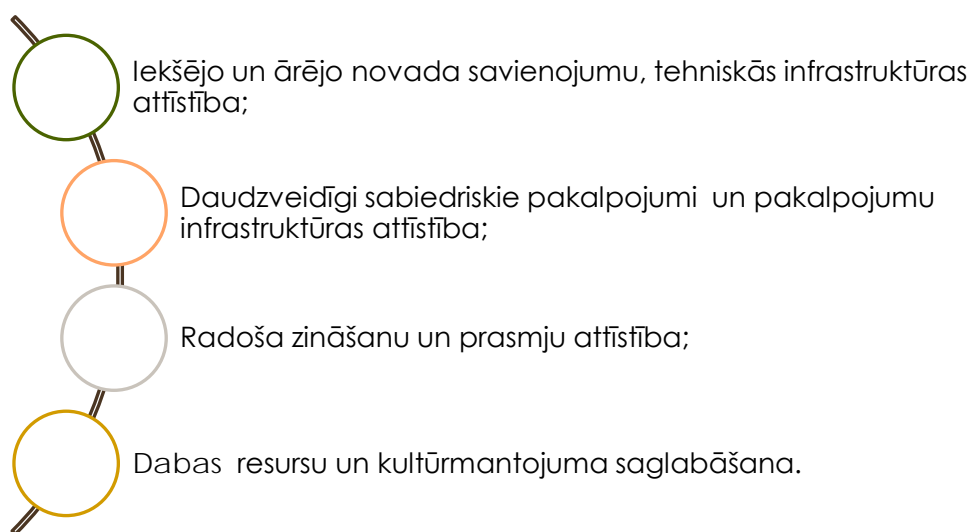 Iekšējo un ārējo novada savienojumu, tehniskās infrastruktūras
attīstība;
Daudzveidīgi sabiedriskie pakalpojumi un pakalpojumu
infrastruktūras attīstība;
Radoša zināšanu un prasmju attīstība;
Dabas resursu un kultūrmantojuma saglabāšana.